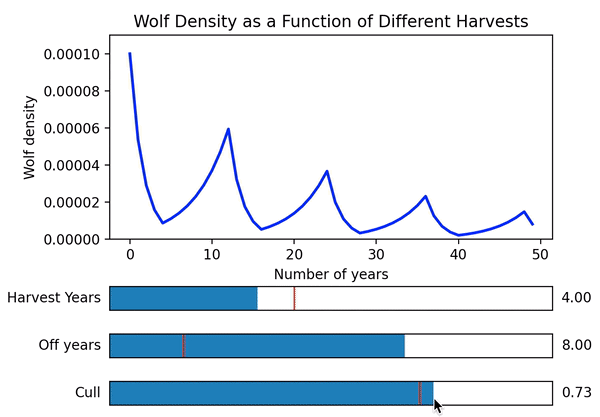 Wolf Density as a Function of Different Harvests
0.00010
0.00008
0.00006
0.00004
0.00002
0.00000
Wolf density
0 10 20 30 40 50
Number of years
Harvest Years 4.00
Off years 8.00
Cull 0.73